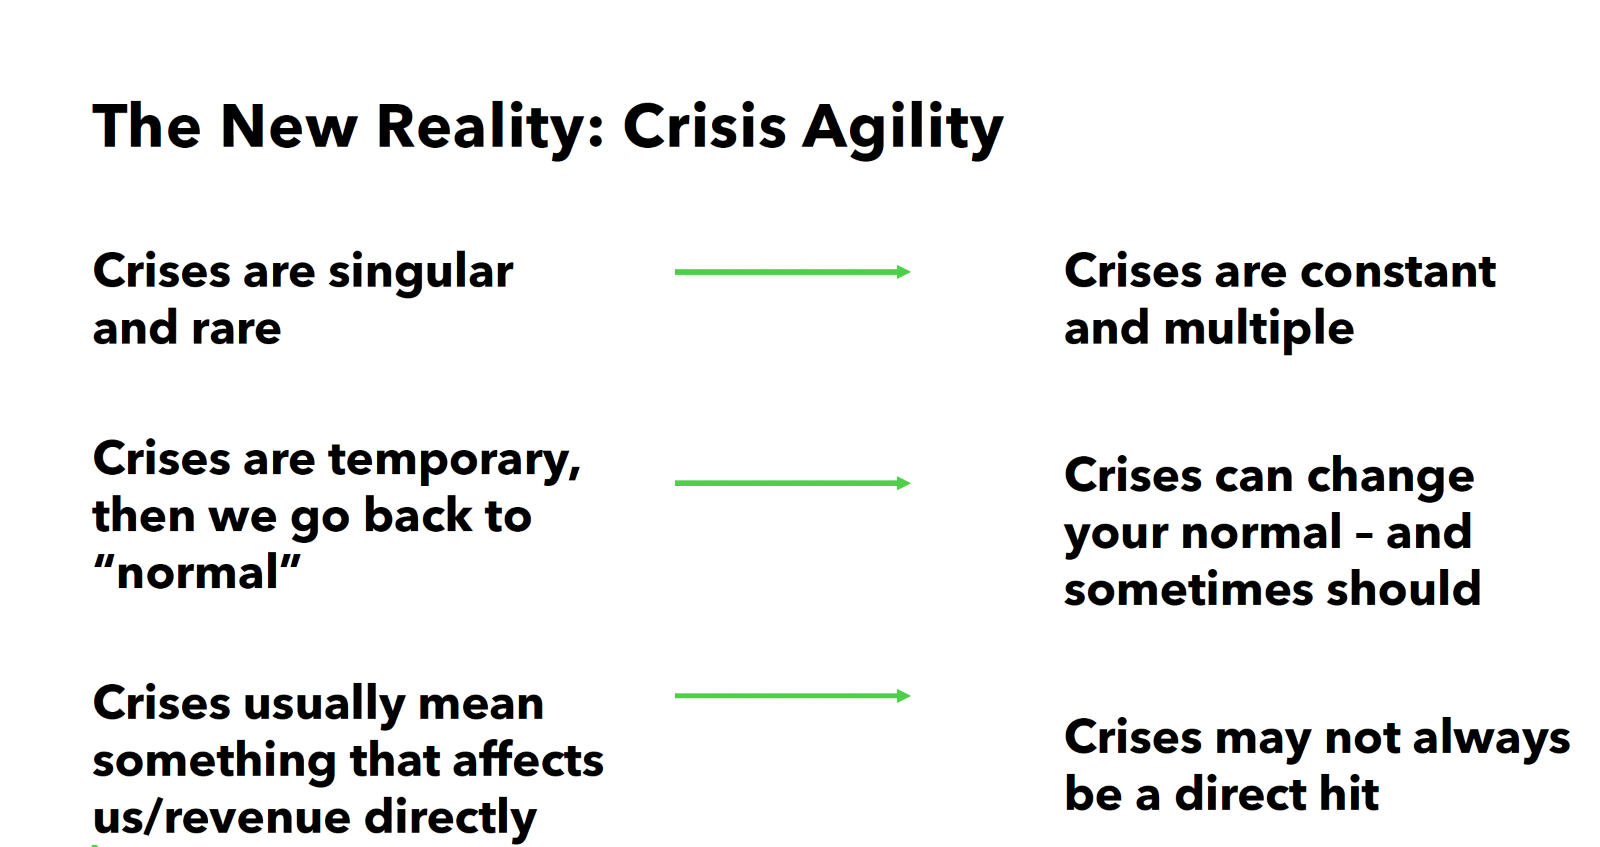 The New Reality: Crisis Agility
Crises are singular
and rare
Crises are constant
and multiple
Crises are temporary,
then we go back to
“normal”
Crises can change
your normal – and
sometimes should
Crises usually mean
something that affects
us/revenue directly
Crises may not always
be a direct hit